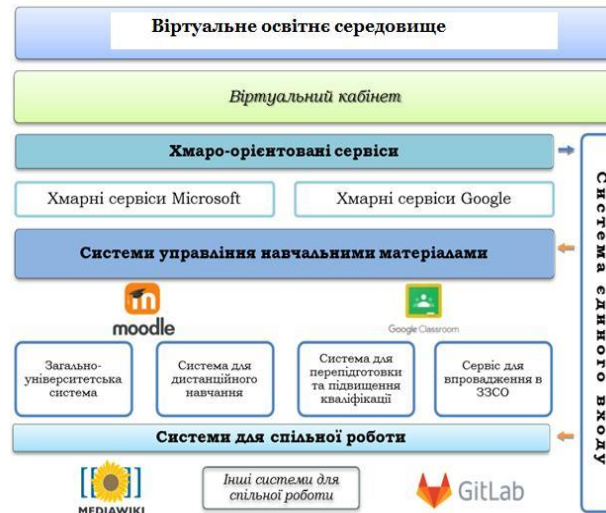 Віртуальне освітнє середовище
Віртуальний кабінет
Хмаро-орієнтовані сервіси
Хмарні сервіси Microsoft
Хмарні сервіси Google
Системи управління навчальними матеріалами
moodle
Google Classroom
Загально-
університетська
система
Система для
дистанційного
навчання
Система для
перепідготовки
та підвищення
кваліфікації
Сервіс для
впровадження в
ЗЗСО
Системи для спільної роботи
MEDIAWIKI
Інші системи для
спільної роботи
GitLab
Система єдиного входу